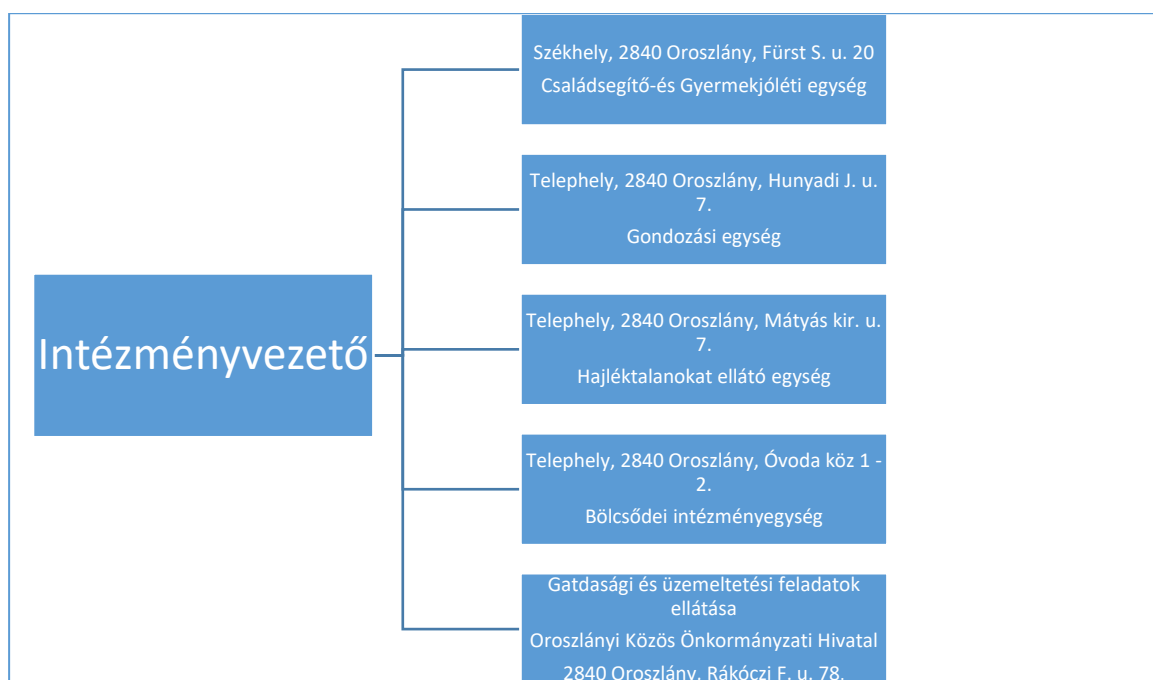 Intézményvezető
Székhely, 2840 Oroszlány, Fürst S. u. 20
Családsegítő-és Gyermekjóléti egység
Telephely, 2840 Oroszlány, Hunyadi J. u.
7.
Gondozási egység
Telephely, 2840 Oroszlány, Mátyás kir. u.
7.
Hajléktalanokat ellátó egység
Telephely, 2840 Oroszlány, Óvoda köz 1 -
2.
Bölcsődei intézményegység
Gatdasági és üzemeltetési feladatok
ellátása
Oroszlányi Közös Önkormányzati Hivatal
2840 Oroszlány, Rákóczi F. u. 78.